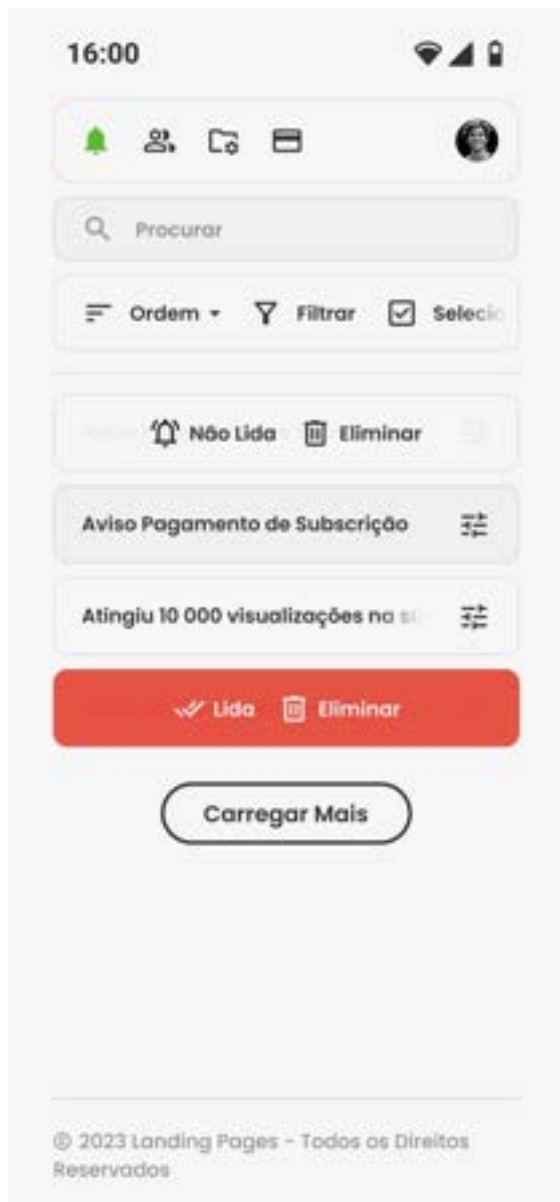 16:00
Procurar
Ordem Filtrar
Não Lida Eliminar
Aviso Pagamento de Subscrição
Atingiu 10 000 visualizações na
Lida Eliminar
Carregar Mais
© 2023 Landing Pages - Todos os Direitos
Reservados